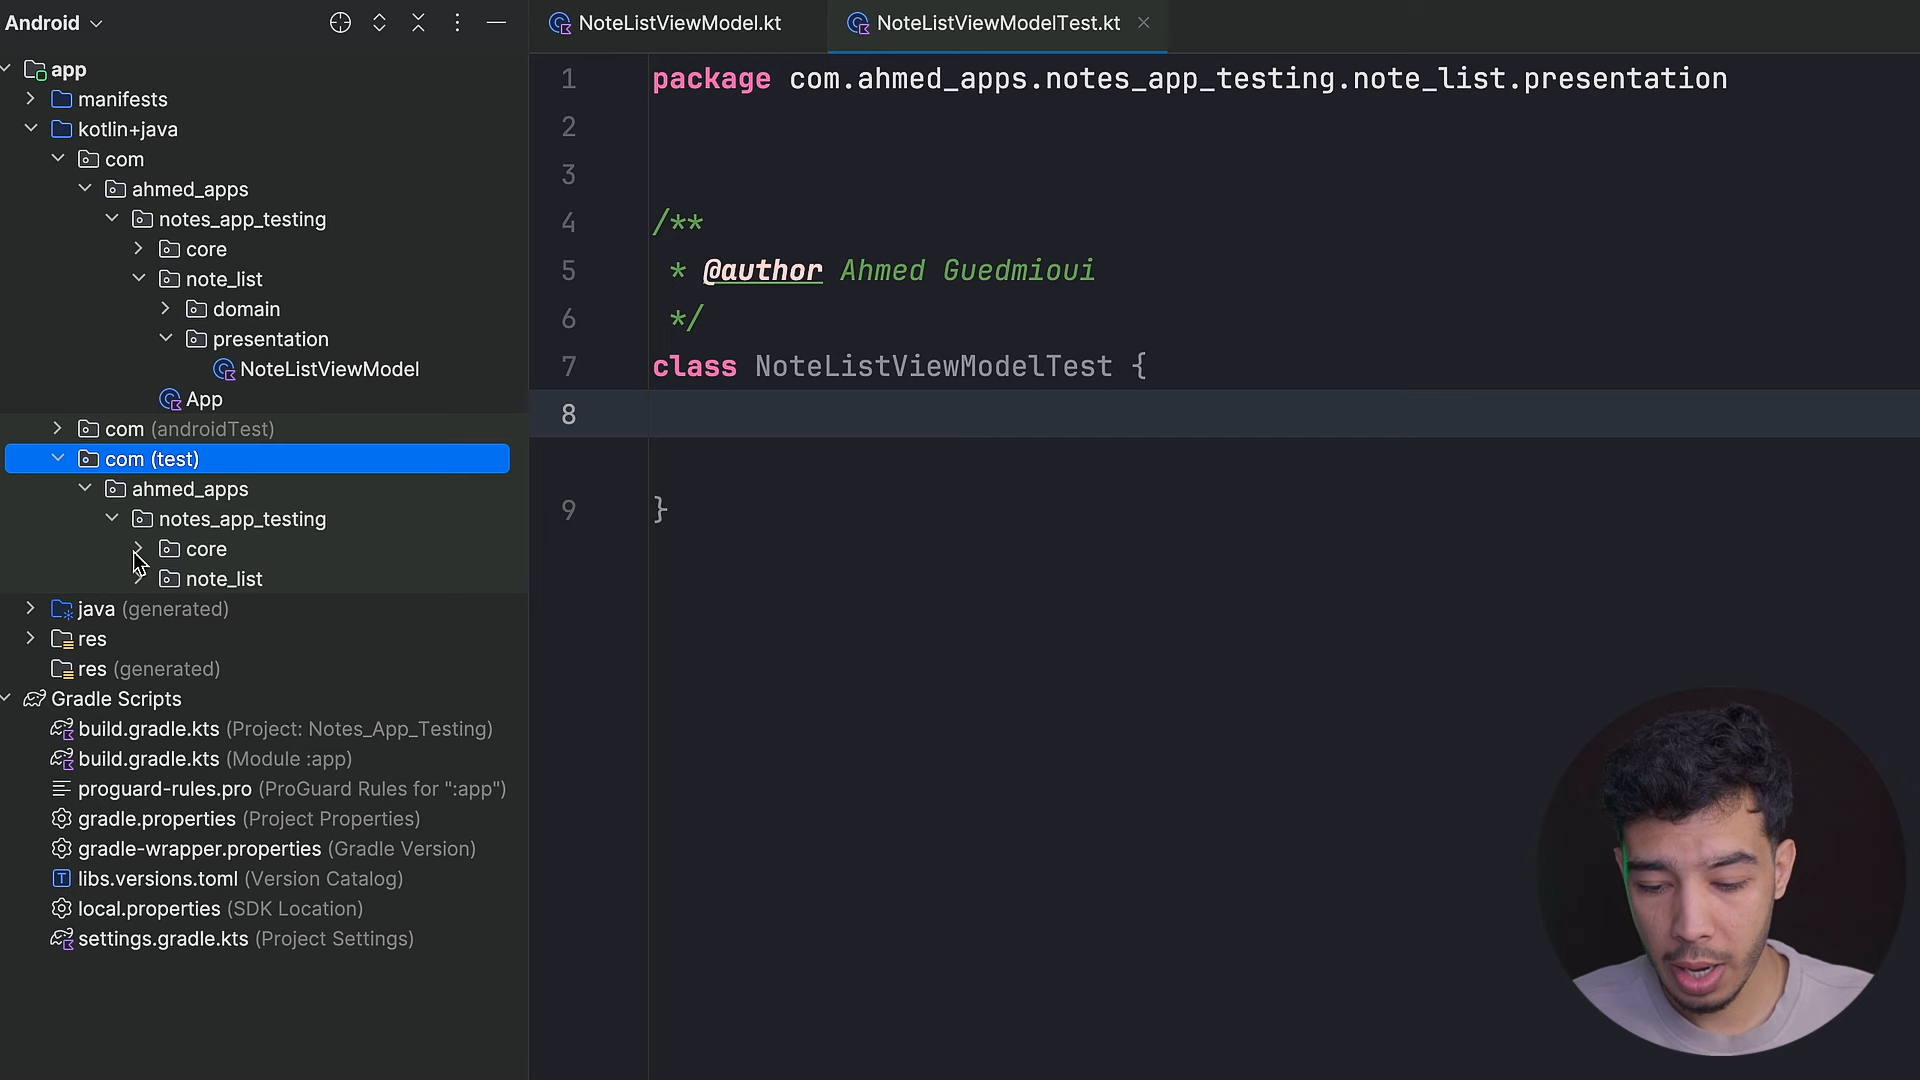 Android
app
manifests
kotlin+java
com
ahmed_apps
notes_app_testing
core
note_list
domain
presentation
NoteListViewModel
App
com (androidTest)
com (test)
ahmed_apps
notes_app_testing
core
note_list
java (generated)
res
res (generated)
Gradle Scripts
build.gradle.kts (Project: Notes_App_Testing)
build.gradle.kts (Module :app)
proguard-rules.pro (ProGuard Rules for ":app")
gradle.properties (Project Properties)
gradle-wrapper.properties (Gradle Version)
libs.versions.toml (Version Catalog)
local.properties (SDK Location)
settings.gradle.kts (Project Settings)
NoteListViewModel.kt
NoteListViewModelTest.kt
1 package com.ahmed_apps.notes_app_testing.note_list.presentation
2
3
4 /**
5 * @author Ahmed Guedmioui
6 */
7 class NoteListViewModelTest {
8
9 }